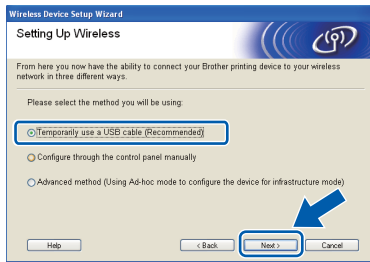 Wireless Device Setup Wizard
Setting Up Wireless
From here you now have the ability to connect your Brother printing device to your wireless
network in three different ways.
Please select the method you will be using:
Temporarily use a USB cable (Recommended)
Configure through the control panel manually
Advanced method (Using Ad-hoc mode to configure the device for infrastructure mode)
Help
< Back
Next >
Cancel